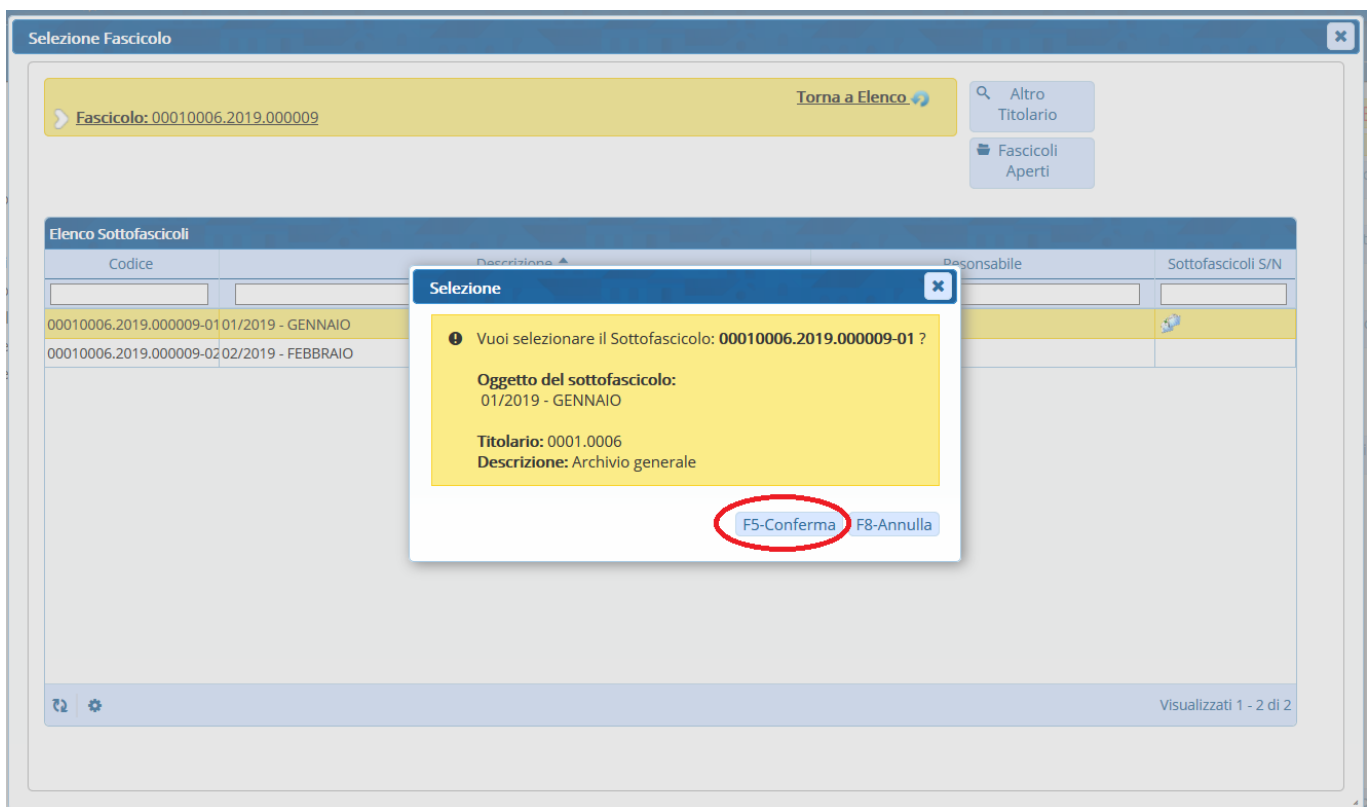 Selezione Fascicolo
Torna a Elenco
Fascicolo: 00010006.2019.000009
Altro
Titolario
Fascicoli
Aperti
Elenco Sottofascicoli
Codice Descrizione Resonsabile Sottofascicoli S/N
00010006.2019.000009-01 01/2019 - GENNAIO
00010006.2019.000009-02 02/2019 - FEBBRAIO
Selezione
Vuoi selezionare il Sottofascicolo: 00010006.2019.000009-01 ?
Oggetto del sottofascicolo:
01/2019 - GENNAIO
Titolario: 0001.0006
Descrizione: Archivio generale
F5-Conferma F8-Annulla
Visualizzati 1 - 2 di 2